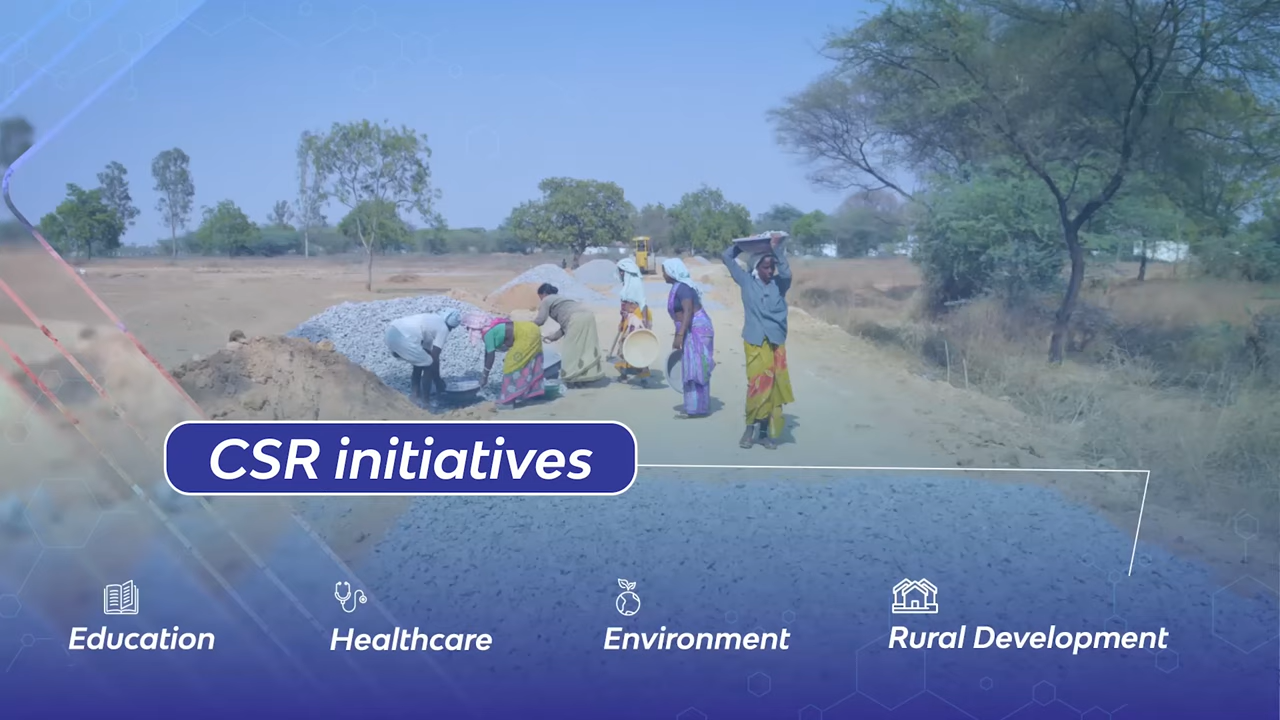 CSR initiatives
Education
Healthcare
Environment
Rural Development